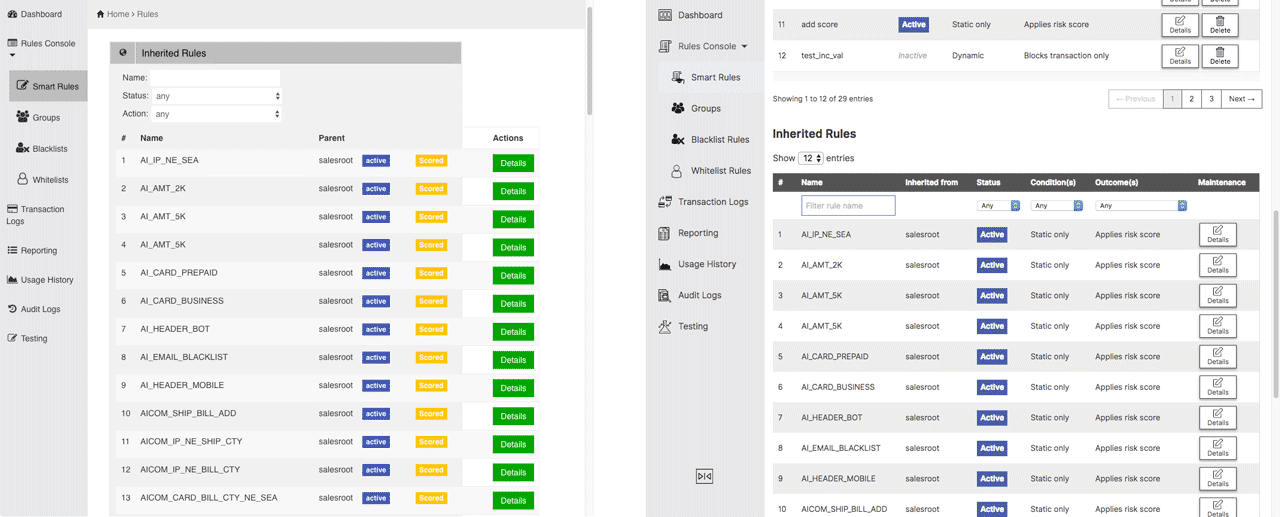 Dashboard
Rules Console
Smart Rules
Groups
Blacklists
Whitelists
Transaction
Logs
Reporting
Usage History
Audit Logs
Testing
Home > Rules
Inherited Rules
Name:
Status: any
Action: any
# Name Parent Actions
1 AI_IP_NE_SEA salesroot active Scored Details
2 AI_AMT_2K salesroot active Scored Details
3 AI_AMT_5K salesroot active Scored Details
4 AI_AMT_5K salesroot active Scored Details
5 AI_CARD_PREPAID salesroot active Scored Details
6 AI_CARD_BUSINESS salesroot active Scored Details
7 AI_HEADER_BOT salesroot active Scored Details
8 AI_EMAIL_BLACKLIST salesroot active Scored Details
9 AI_HEADER_MOBILE salesroot active Scored Details
10 AICOM_SHIP_BILL_ADD salesroot active Scored Details
11 AICOM_IP_NE_SHIP_CTY salesroot active Scored Details
12 AICOM_IP_NE_BILL_CTY salesroot active Scored Details
13 AICOM_CARD_BILL_CTY_NE_SEA salesroot active Scored Details
Dashboard
Rules Console
Smart Rules
Groups
Blacklist Rules
Whitelist Rules
Transaction Logs
Reporting
Usage History
Audit Logs
Testing
Details Delete
11 add score Active Static only Applies risk score Details Delete
12 test_inc_val Inactive Dynamic Blocks transaction only Details Delete
Showing 1 to 12 of 29 entries ← Previous 1 2 3 Next →
Inherited Rules
Show 12 entries
# Name Inherited from Status Condition(s) Outcome(s) Maintenance
Filter rule name Any Any Any
1 AI_IP_NE_SEA salesroot Active Static only Applies risk score Details
2 AI_AMT_2K salesroot Active Static only Applies risk score Details
3 AI_AMT_5K salesroot Active Static only Applies risk score Details
4 AI_AMT_5K salesroot Active Static only Applies risk score Details
5 AI_CARD_PREPAID salesroot Active Static only Applies risk score Details
6 AI_CARD_BUSINESS salesroot Active Static only Applies risk score Details
7 AI_HEADER_BOT salesroot Active Static only Applies risk score Details
8 AI_EMAIL_BLACKLIST salesroot Active Static only Applies risk score Details
9 AI_HEADER_MOBILE salesroot Active Static only Applies risk score Details
10 AICOM_SHIP_BILL_ADD salesroot Active Static only Applies risk score